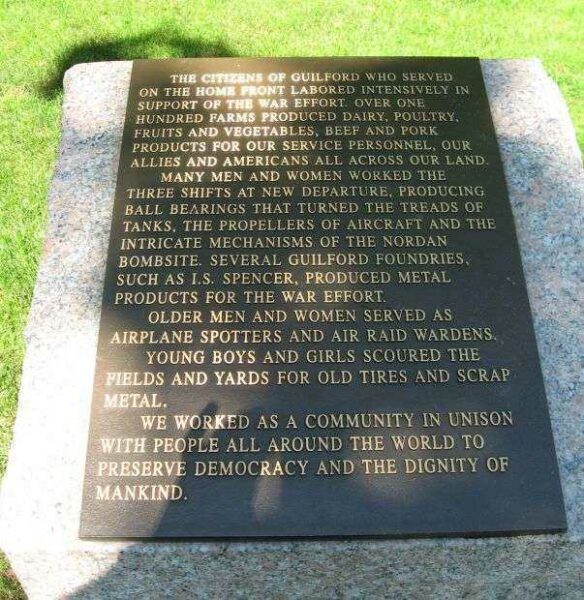 THE CITIZENS OF GUILFORD WHO SERVED
ON THE HOME FRONT LABORED INTENSIVELY IN
SUPPORT OF THE WAR EFFORT. OVER ONE
HUNDRED FARMS PRODUCED DAIRY, POULTRY,
FRUITS AND VEGETABLES, BEEF AND PORK
PRODUCTS FOR OUR SERVICE PERSONNEL, OUR
ALLIES AND AMERICANS ALL ACROSS OUR LAND.
MANY MEN AND WOMEN WORKED THE
THREE SHIFTS AT NEW DEPARTURE, PRODUCING
BALL BEARINGS THAT TURNED THE TREADS OF
TANKS, THE PROPELLERS OF AIRCRAFT AND THE
INTRICATE MECHANISMS OF THE NORDAN
BOMBSITE. SEVERAL GUILFORD FOUNDRIES,
SUCH AS I.S. SPENCER, PRODUCED METAL
PRODUCTS FOR THE WAR EFFORT.
OLDER MEN AND WOMEN SERVED AS
AIRPLANE SPOTTERS AND AIR RAID WARDENS.
YOUNG BOYS AND GIRLS SCOURED THE
FIELDS AND YARDS FOR OLD TIRES AND SCRAP
METAL.
WE WORKED AS A COMMUNITY IN UNISON
WITH PEOPLE ALL AROUND THE WORLD TO
PRESERVE DEMOCRACY AND THE DIGNITY OF
MANKIND.